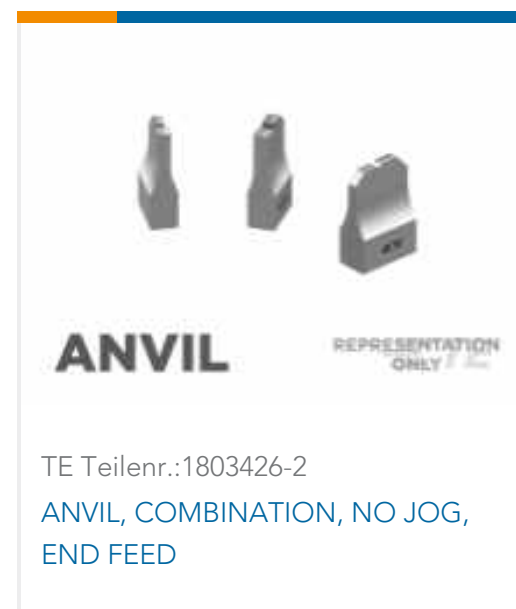 ANVIL
REPRESENTATION
ONLY
TE Teilenr.:1803426-2
ANVIL, COMBINATION, NO JOG,
END FEED